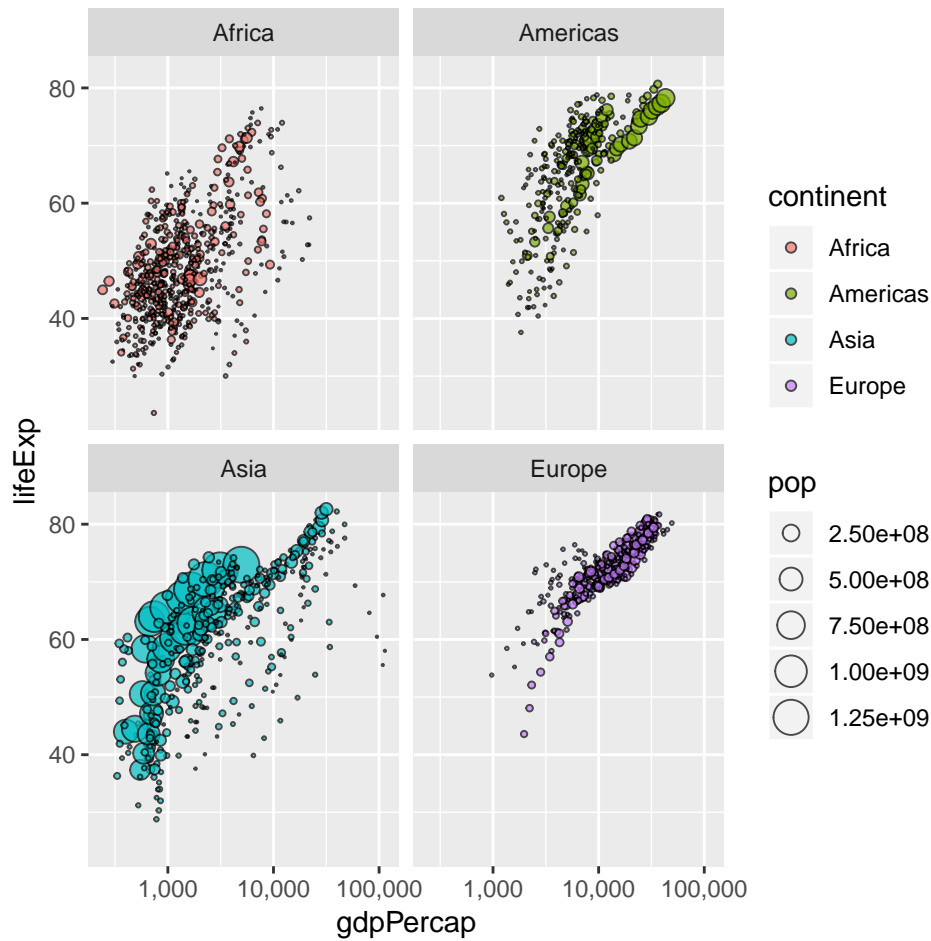 Africa
Americas
80
60
40
Asia
Europe
80
60
40
1,000
10,000
100,000
1,000
10,000
100,000
gdpPercap
lifeExp
continent
Africa
Americas
Asia
Europe
pop
2.50e+08
5.00e+08
7.50e+08
1.00e+09
1.25e+09